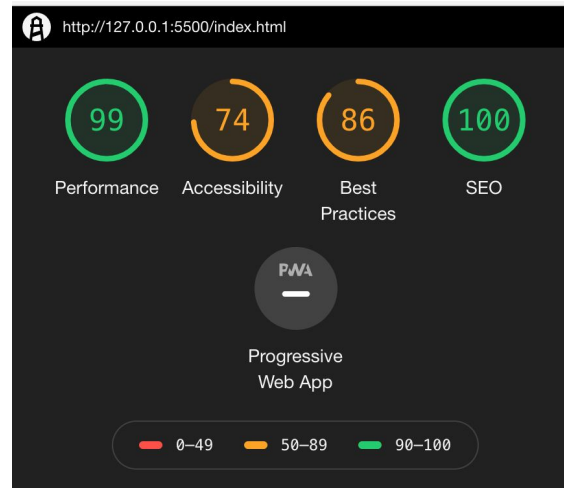 http://127.0.0.1:5500/index.html
99 74 86 100
Performance Accessibility Best Practices SEO
PWA
Progressive
Web App
0–49 50–89 90–100